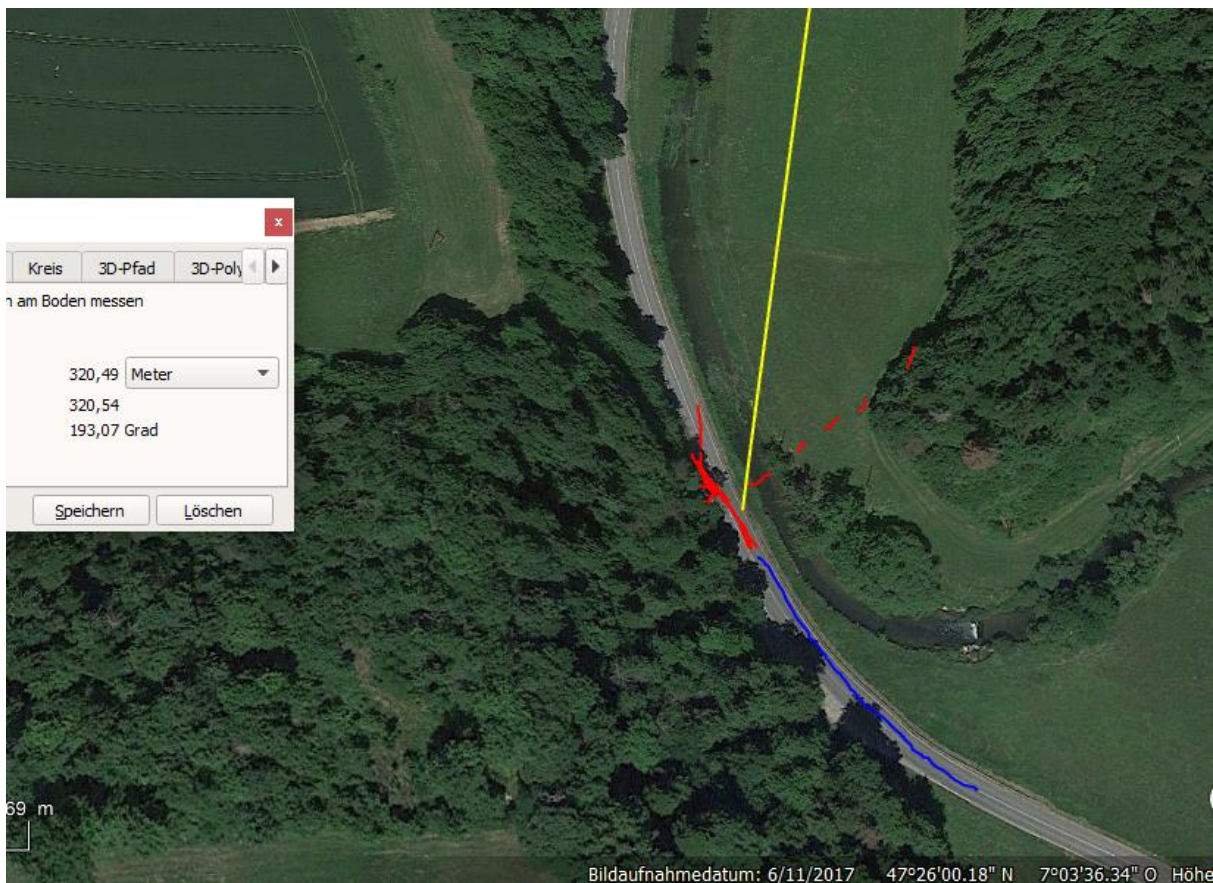 x
Kreis 3D-Pfad 3D-Poly
n am Boden messen
320,49 Meter
320,54
193,07 Grad
Speichern Löschen
69 m
Bildaufnahmedatum: 6/11/2017 47°26'00.18" N 7°03'36.34" O Höhe